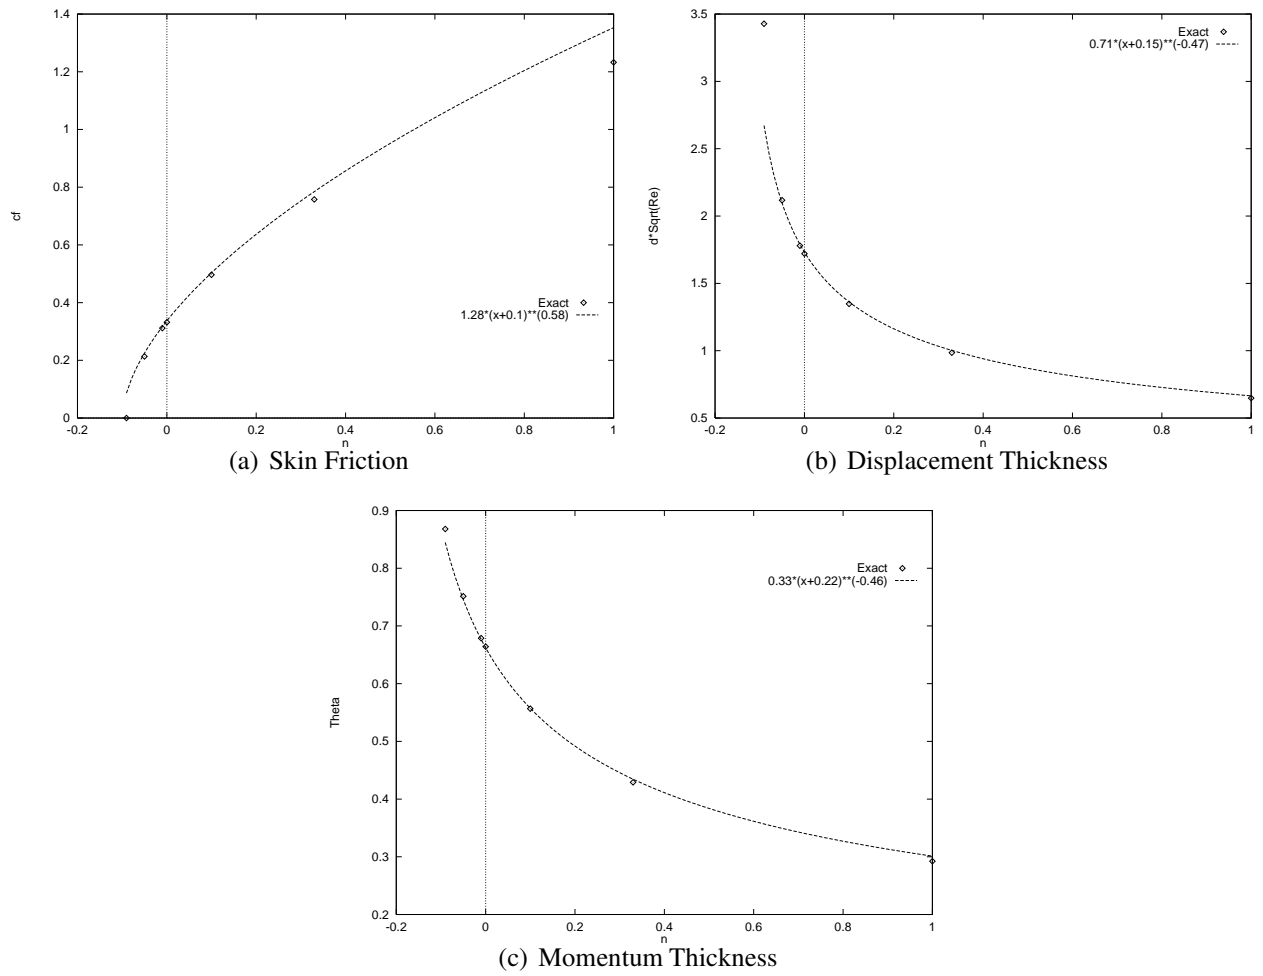 1.4
1.2
1
0.8
0.6
0.4
0.2
0
-0.2
0
0.2
0.4
0.6
0.8
1
cf
n
Exact
1.28*(x+0.1)**(0.58)
(a) Skin Friction
3.5
3
2.5
2
1.5
1
0.5
-0.2
0
0.2
0.4
0.6
0.8
1
d*Sqrt(Re)
n
Exact
0.71*(x+0.15)**(-0.47)
(b) Displacement Thickness
0.9
0.8
0.7
0.6
0.5
0.4
0.3
0.2
-0.2
0
0.2
0.4
0.6
0.8
1
Theta
n
Exact
0.33*(x+0.22)**(-0.46)
(c) Momentum Thickness